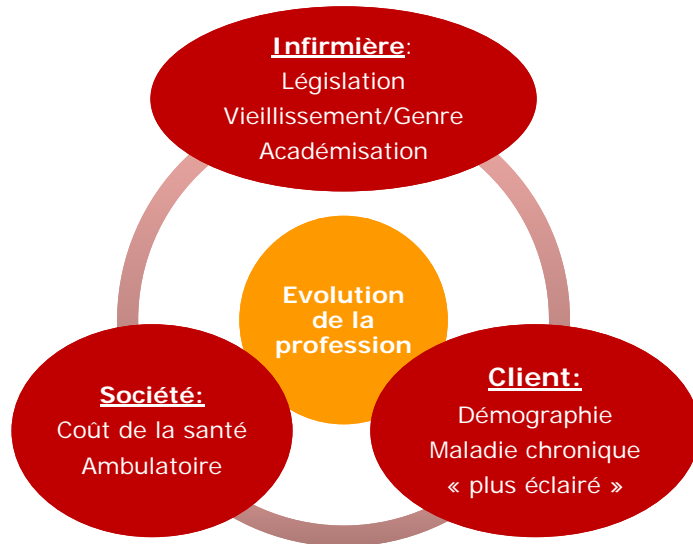 Infirmière:
Législation
Vieillissement/Genre
Académisation
Evolution
de la
profession
Société:
Coût de la santé
Ambulatoire
Client:
Démographie
Maladie chronique
« plus éclairé »